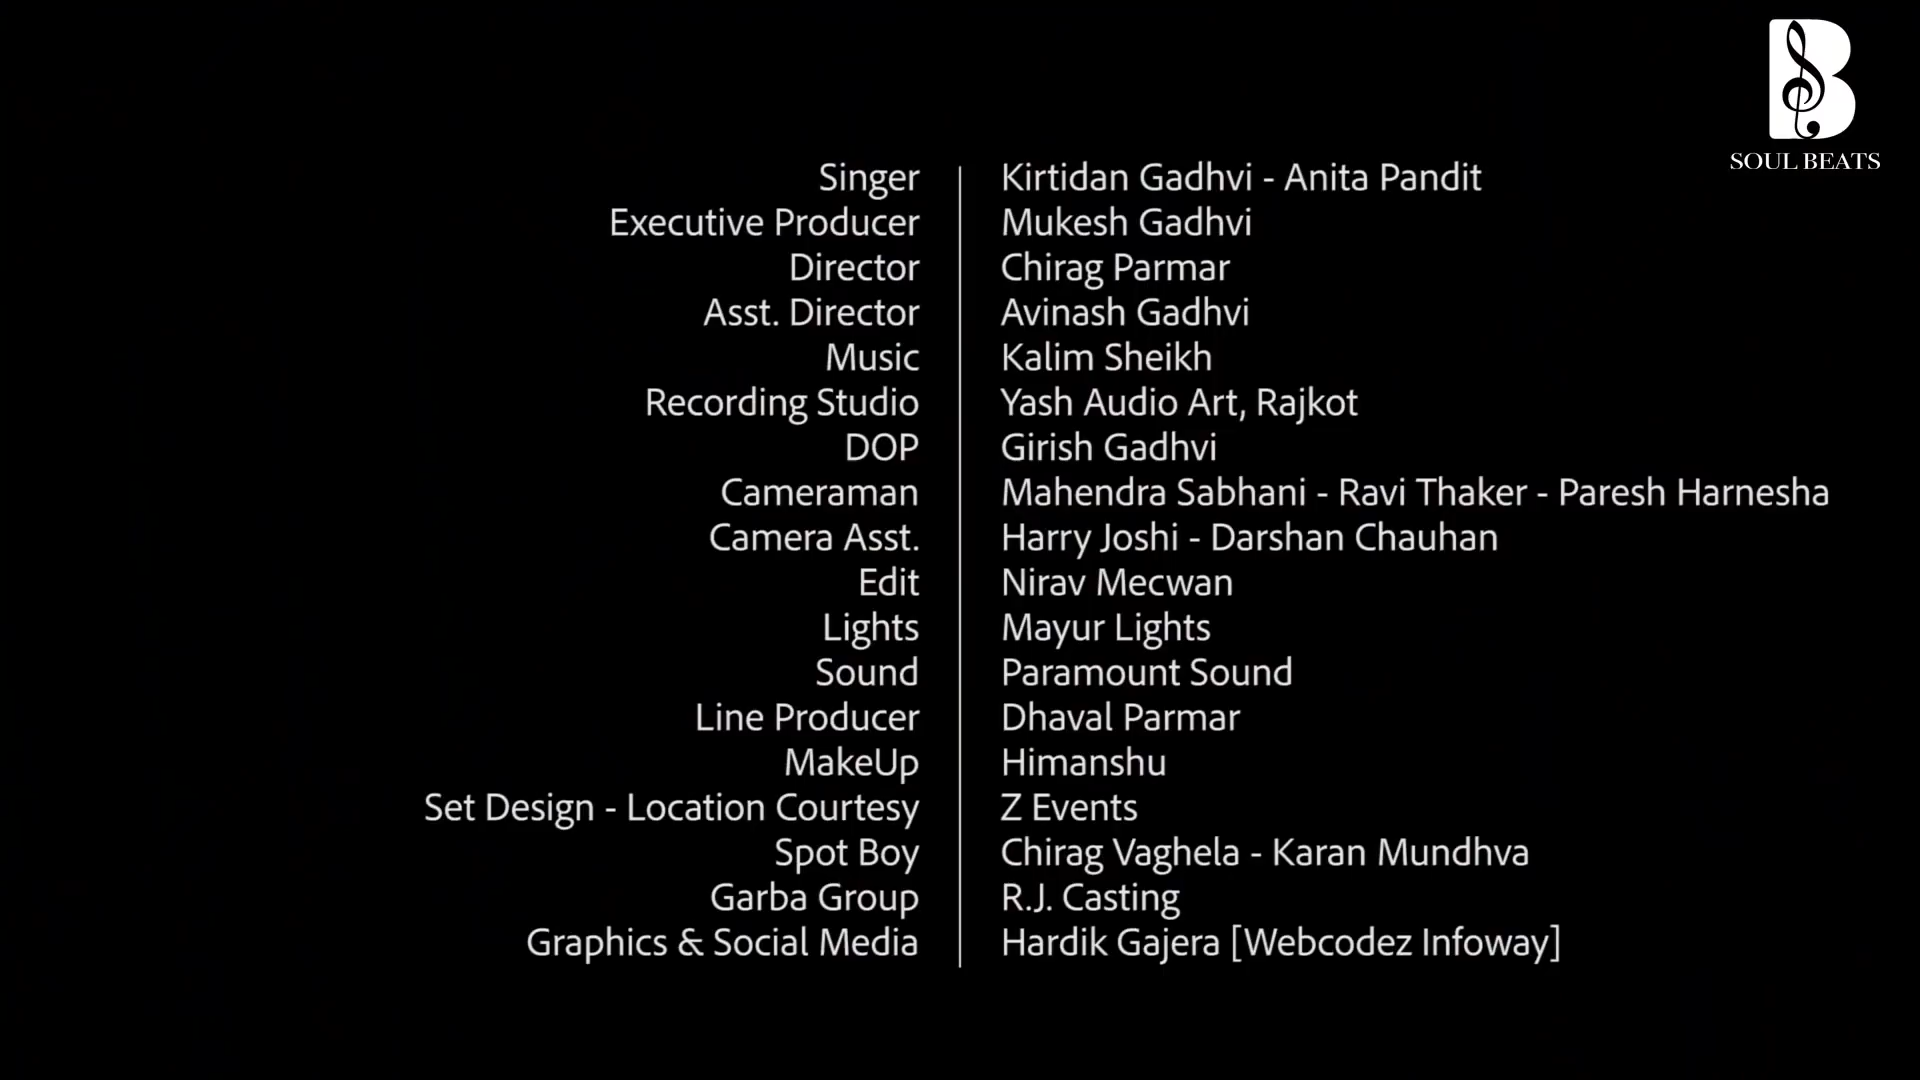 SOUL BEATS
Singer Kirtidan Gadhvi - Anita Pandit
Executive Producer Mukesh Gadhvi
Director Chirag Parmar
Asst. Director Avinash Gadhvi
Music Kalim Sheikh
Recording Studio Yash Audio Art, Rajkot
DOP Girish Gadhvi
Cameraman Mahendra Sabhani - Ravi Thaker - Paresh Harnesha
Camera Asst. Harry Joshi - Darshan Chauhan
Edit Nirav Mecwan
Lights Mayur Lights
Sound Paramount Sound
Line Producer Dhaval Parmar
MakeUp Himanshu
Set Design - Location Courtesy Z Events
Spot Boy Chirag Vaghela - Karan Mundhva
Garba Group R.J. Casting
Graphics & Social Media Hardik Gajera [Webcodez Infoway]